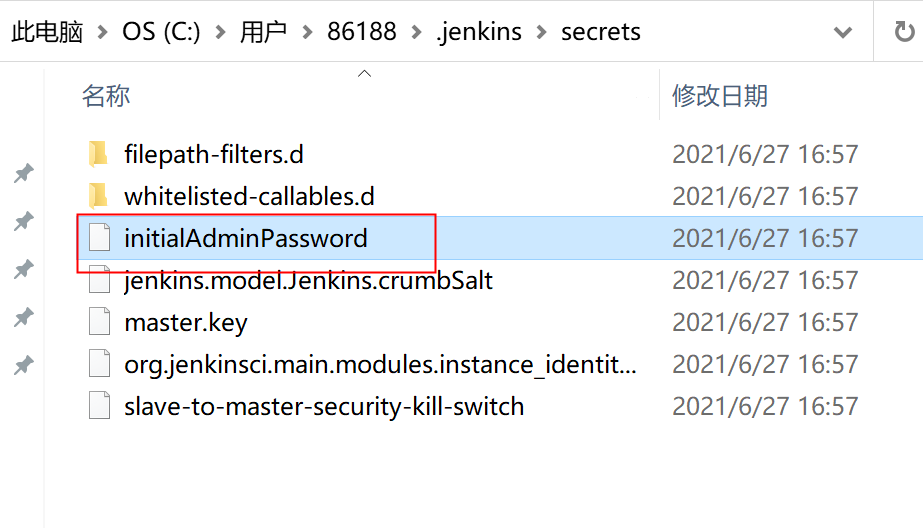 此电脑 > OS (C:) > 用户 > 86188 > .jenkins > secrets
名称 修改日期
filepath-filters.d 2021/6/27 16:57
whitelisted-callables.d 2021/6/27 16:57
initialAdminPassword 2021/6/27 16:57
jenkins.model.Jenkins.crumbSalt 2021/6/27 16:57
master.key 2021/6/27 16:57
org.jenkinsci.main.modules.instance_identit... 2021/6/27 16:57
slave-to-master-security-kill-switch 2021/6/27 16:57